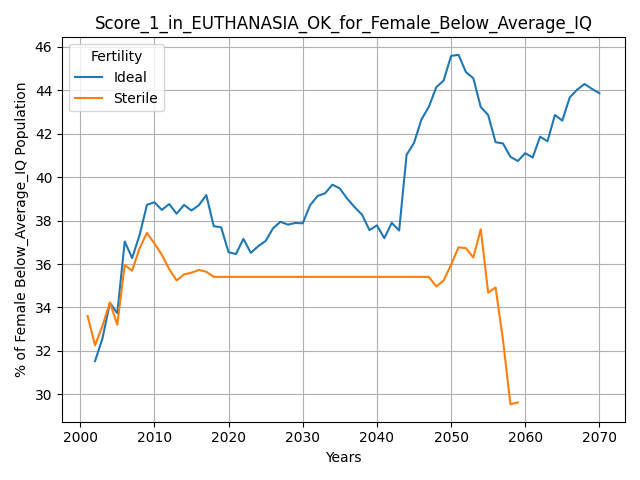 Score_1_in_EUTHANASIA_OK_for_Female_Below_Average_IQ
Fertility
Ideal
Sterile
% of Female Below_Average_IQ Population
46
44
42
40
38
36
34
32
30
2000
2010
2020
2030
2040
2050
2060
2070
Years